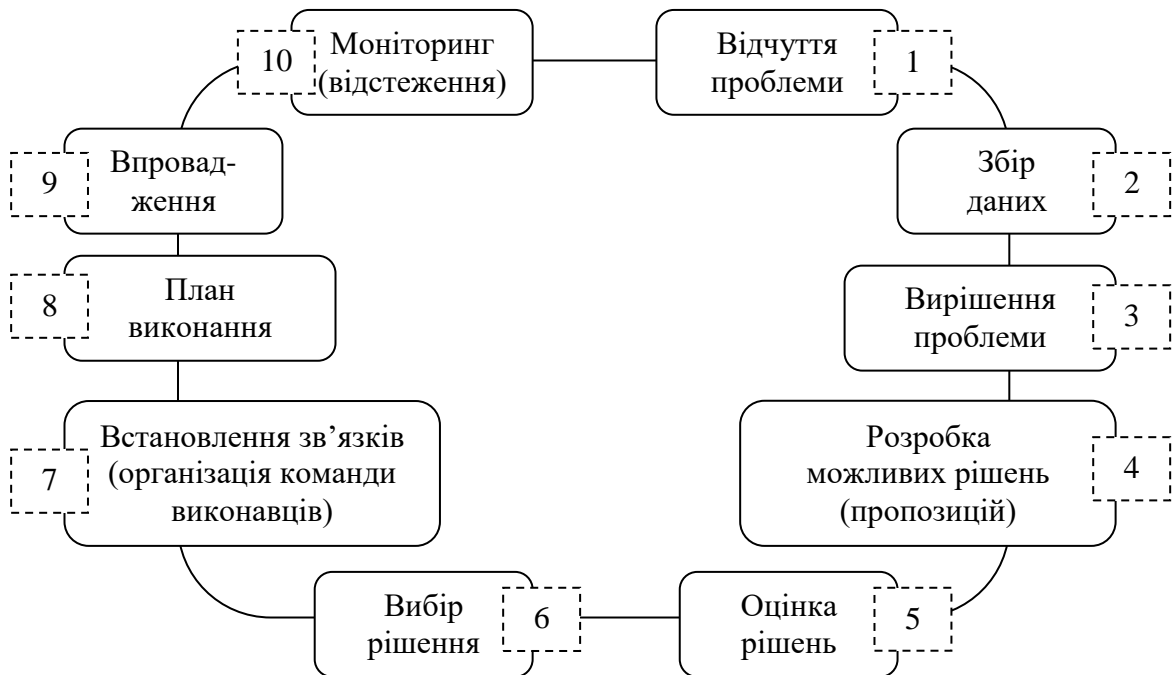 Моніторинг
(відстеження)
10
Відчуття
проблеми
1
Збір
даних
2
Вирішення
проблеми
3
Розробка
можливих рішень
(пропозицій)
4
Оцінка
рішень
5
Вибір
рішення
6
Встановлення зв’язків
(організація команди
виконавців)
7
План
виконання
8
Впровад-
ження
9